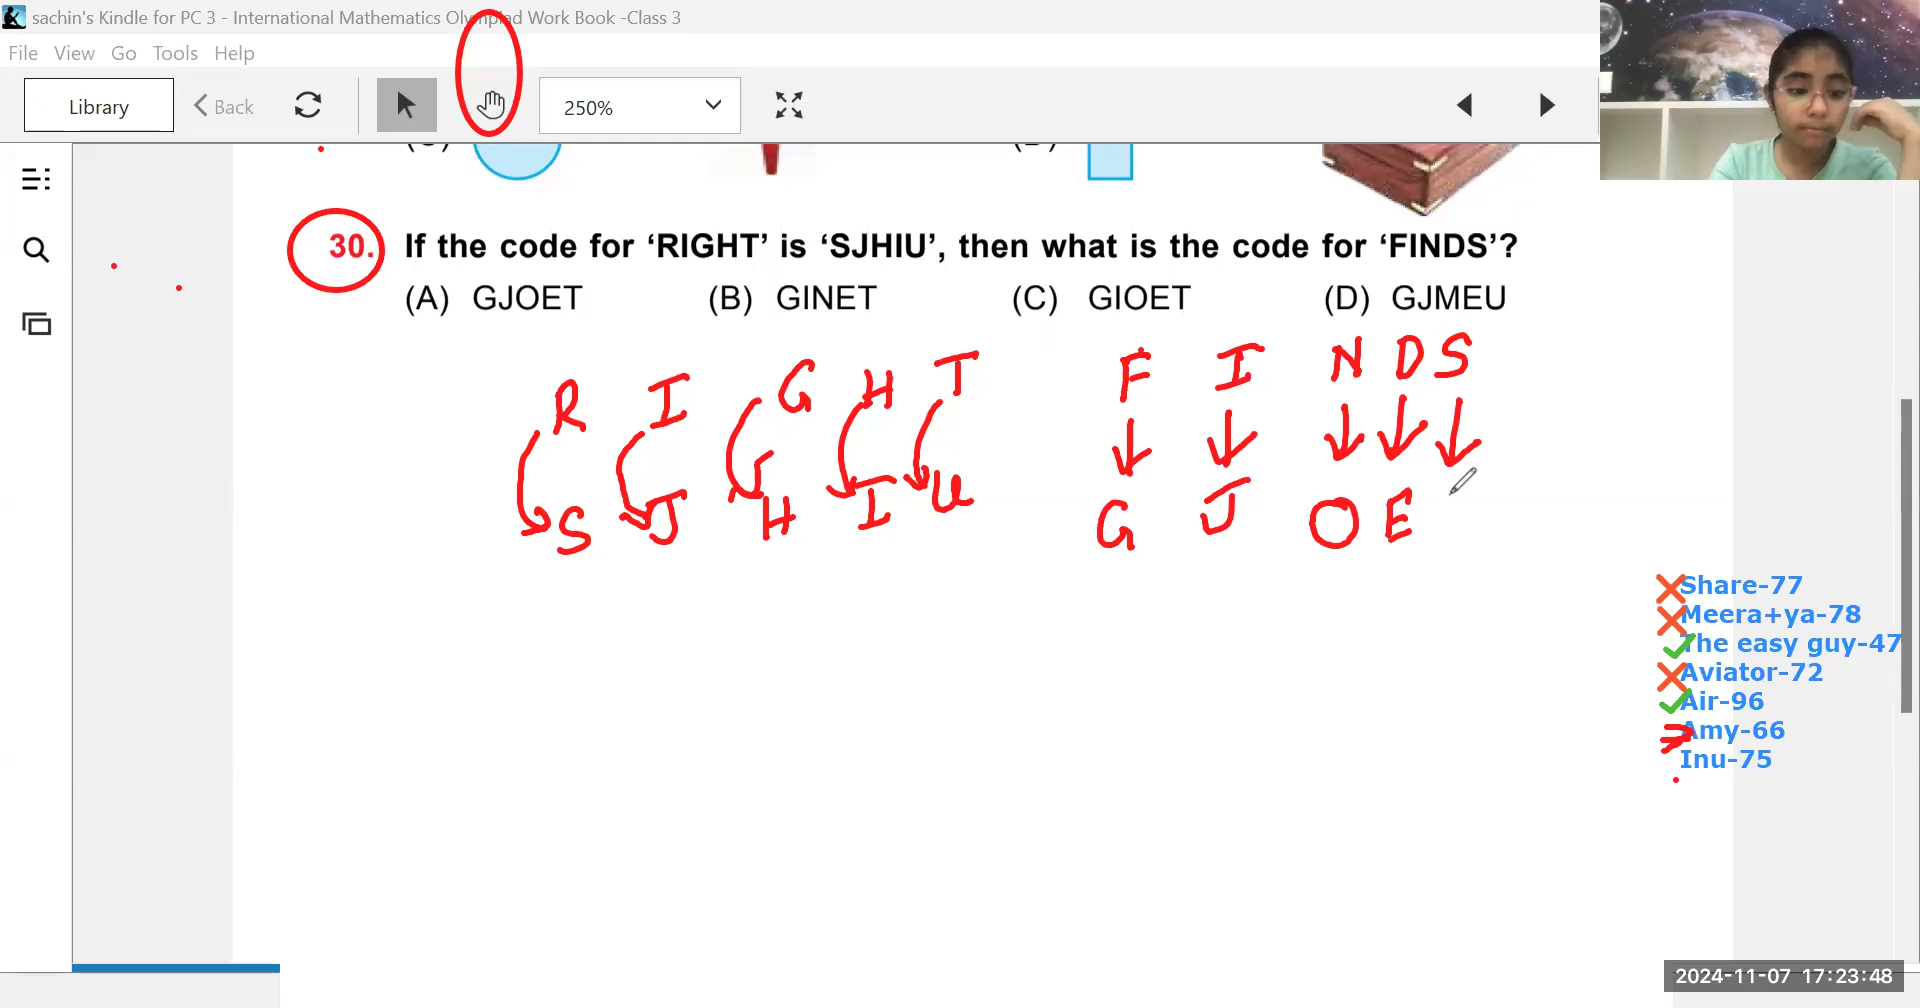 sachin's Kindle for PC 3 - International Mathematics Olympiad Work Book -Class 3
File View Go Tools Help
Library Back 250%
30. If the code for ‘RIGHT’ is ‘SJHIU’, then what is the code for ‘FINDS’?
(A) GJOET (B) GINET (C) GIOET (D) GJMEU
R I G H T F I N D S
S J H I U G J O E
Share-77
Meera+ya-78
The easy guy-47
Aviator-72
Air-96
Amy-66
Inu-75
2024-11-07 17:23:48